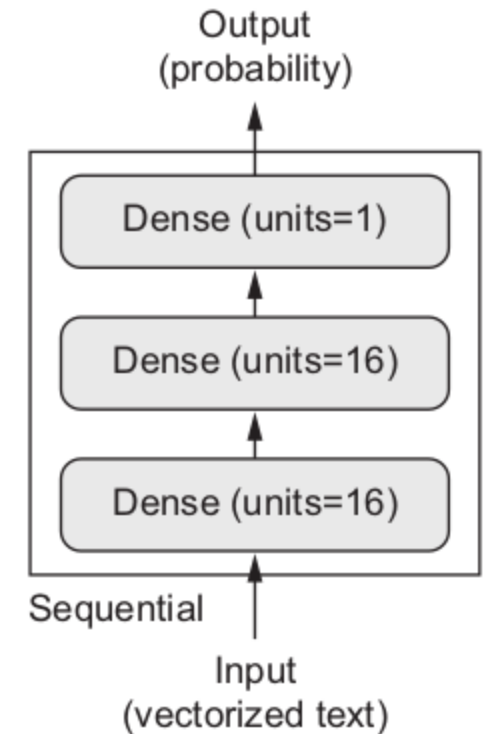 Output
(probability)
Dense (units=1)
Dense (units=16)
Dense (units=16)
Sequential
Input
(vectorized text)